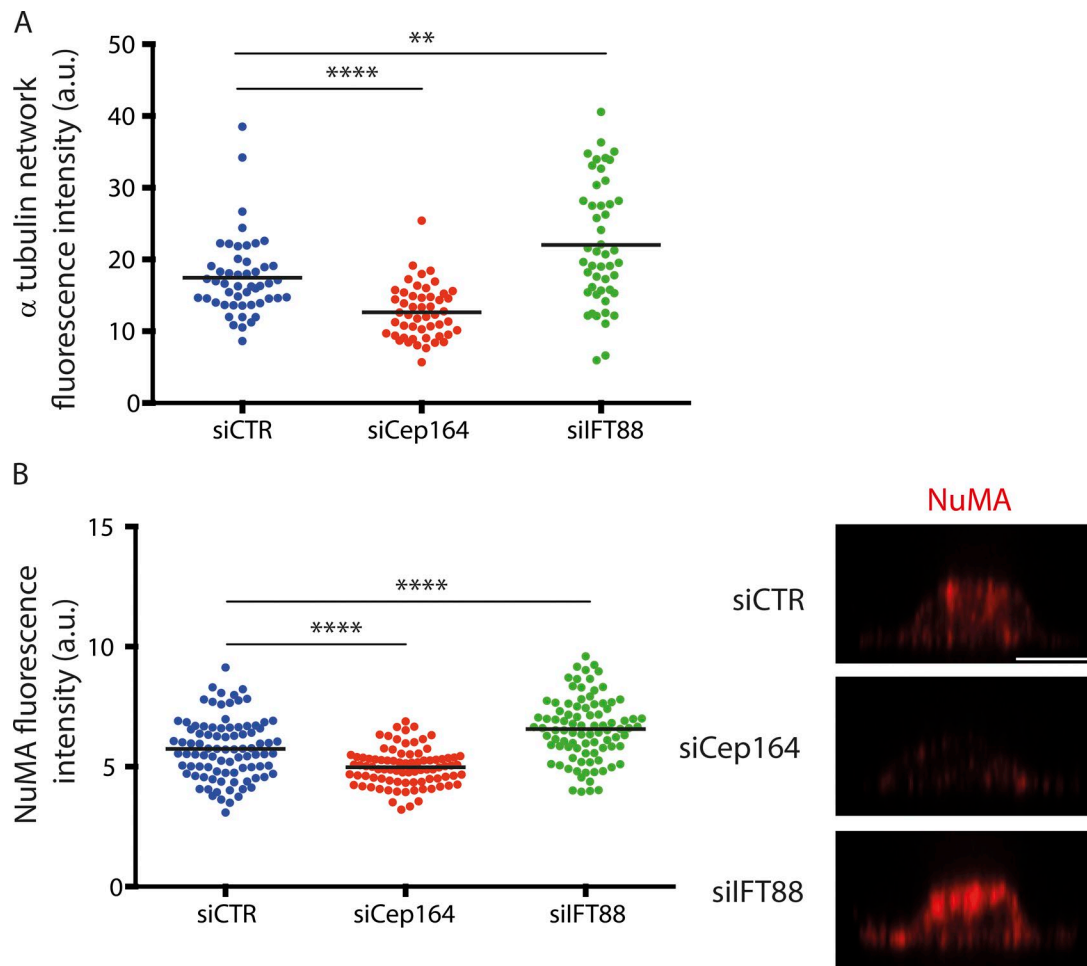 A
α tubulin network
fluorescence intensity (a.u.)
50
40
30
20
10
0
**
****
siCTR
siCep164
siIFT88
B
NuMA fluorescence
intensity (a.u.)
15
10
5
0
****
****
siCTR
siCep164
siIFT88
NuMA
siCTR
siCep164
siIFT88